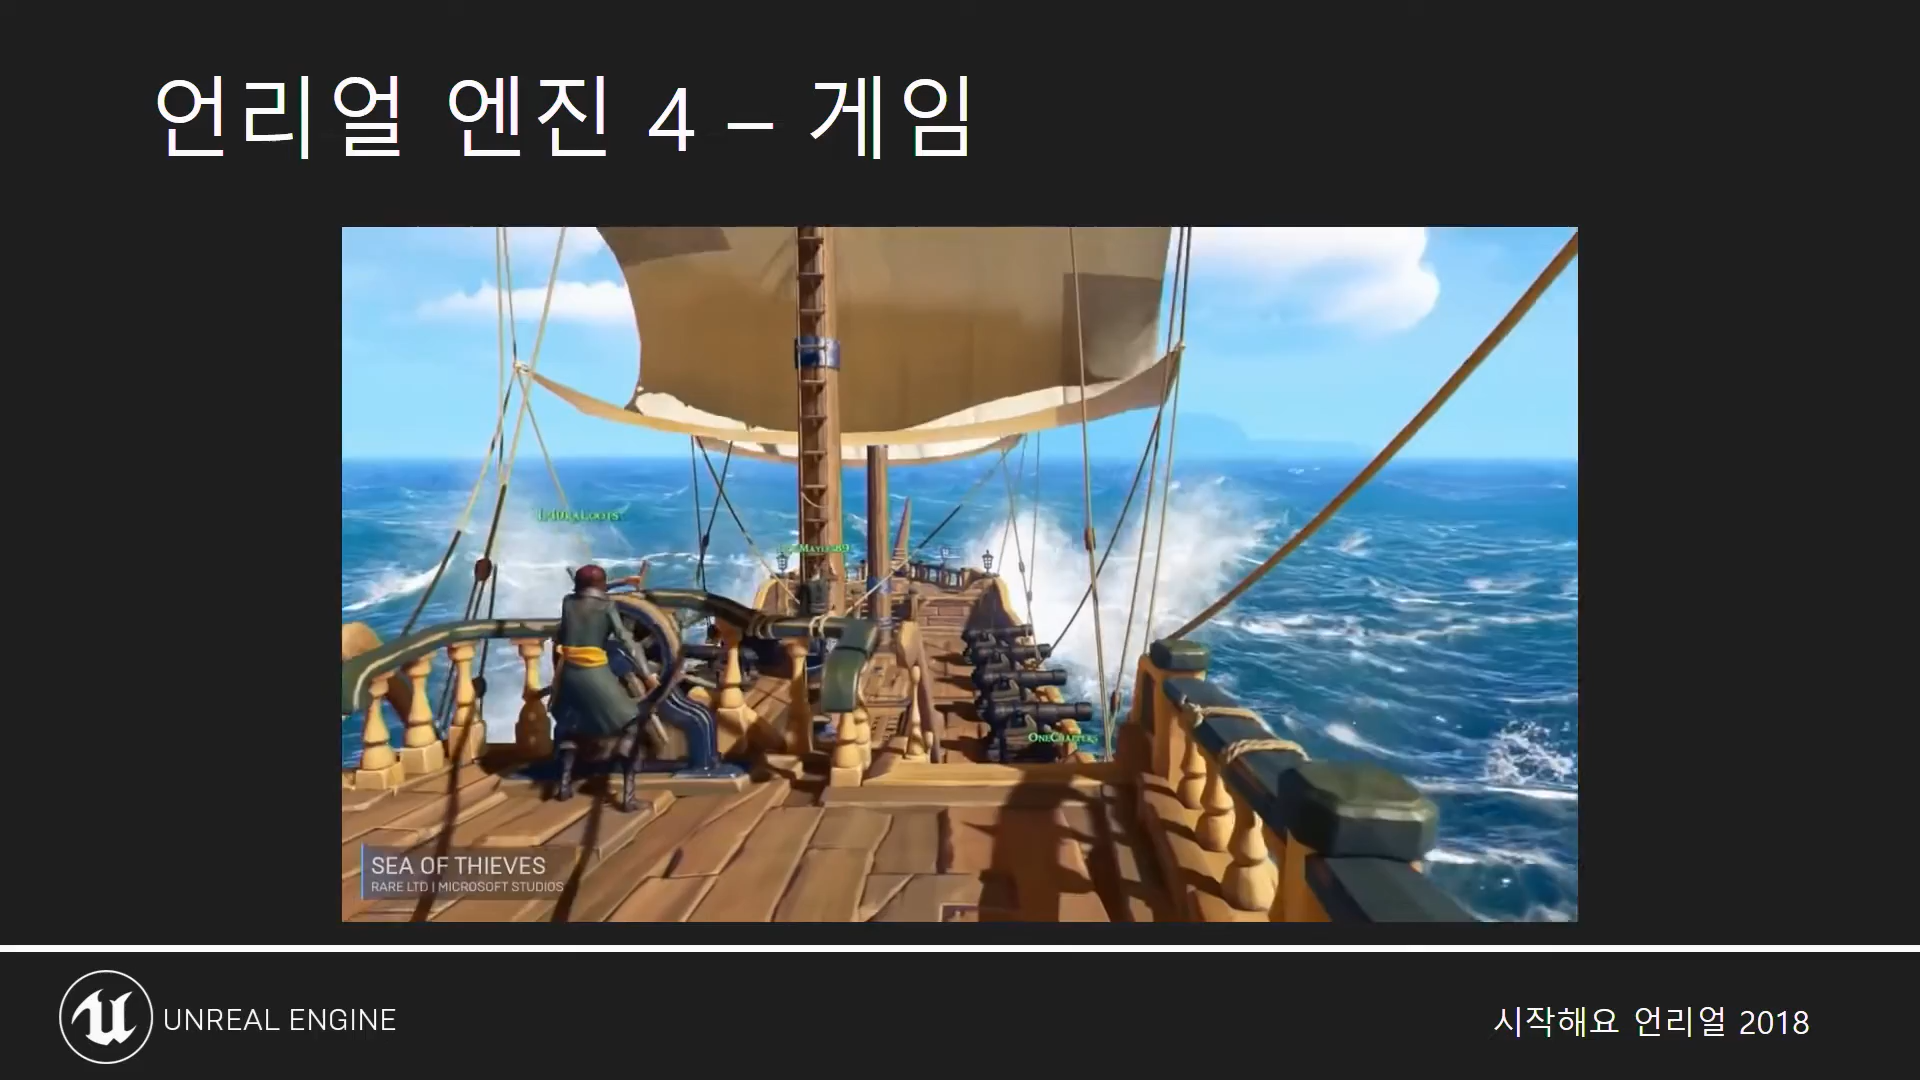 언리얼 엔진 4 – 게임
OneChapters
SEA OF THIEVES
RARE LTD | MICROSOFT STUDIOS
UNREAL ENGINE
시작해요 언리얼 2018